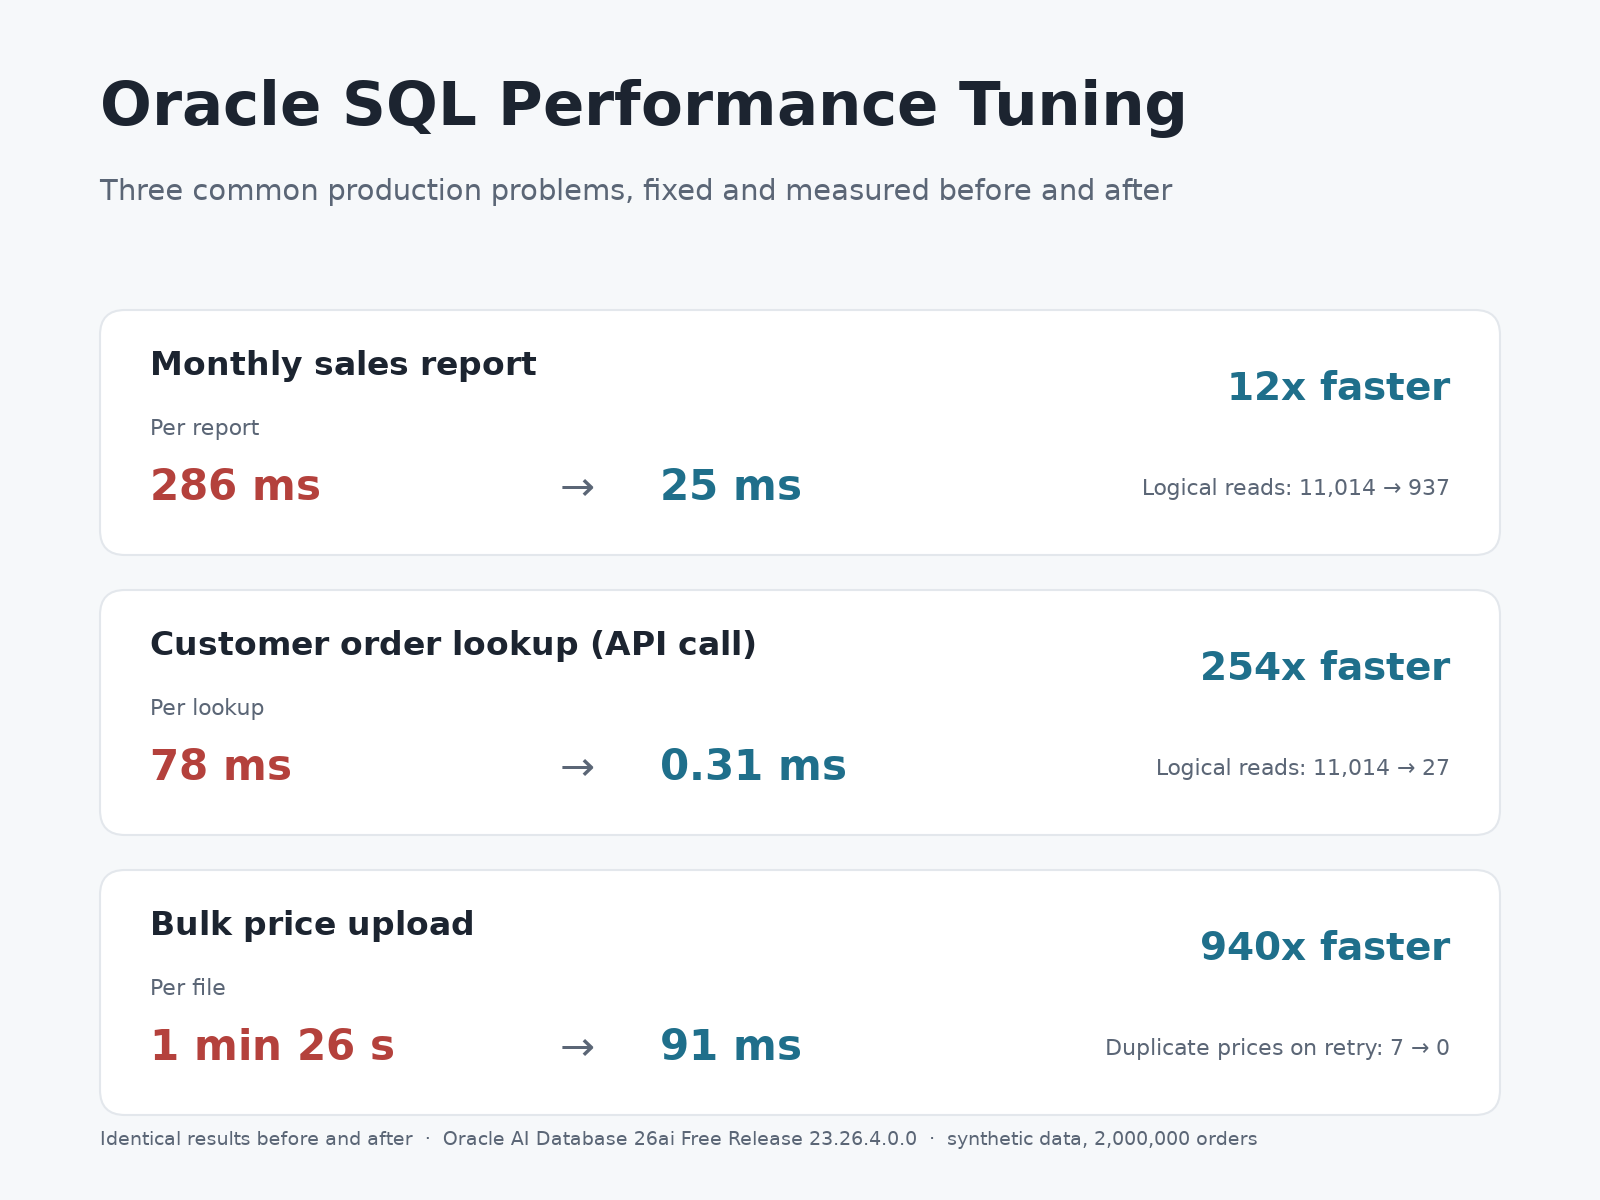 Oracle SQL Performance Tuning
Three common production problems, fixed and measured before and after
Monthly sales report
12x faster
Per report
286 ms → 25 ms
Logical reads: 11,014 → 937
Customer order lookup (API call)
254x faster
Per lookup
78 ms → 0.31 ms
Logical reads: 11,014 → 27
Bulk price upload
940x faster
Per file
1 min 26 s → 91 ms
Duplicate prices on retry: 7 → 0
Identical results before and after · Oracle AI Database 26ai Free Release 23.26.4.0.0 · synthetic data, 2,000,000 orders